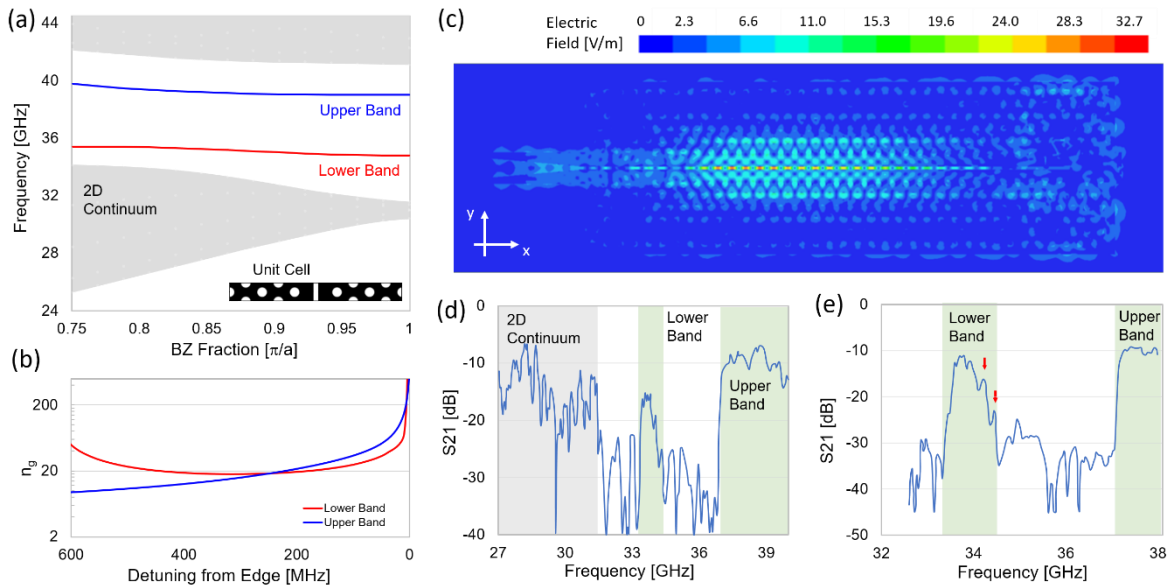 (a)
Frequency [GHz]
44
40
36
32
28
24
Upper Band
Lower Band
2D
Continuum
Unit Cell
0.75 0.8 0.85 0.9 0.95 1
BZ Fraction [π/a]
(b)
n_g
200
20
2
Lower Band
Upper Band
600 400 200 0
Detuning from Edge [MHz]
(c)
Electric
Field [V/m]
0 2.3 6.6 11.0 15.3 19.6 24.0 28.3 32.7
y
x
(d)
S21 [dB]
0
-10
-20
-30
-40
2D
Continuum
Lower
Band
Upper
Band
27 30 33 36 39
Frequency [GHz]
(e)
S21 [dB]
0
-10
-20
-30
-40
-50
Lower
Band
Upper
Band
32 34 36 38
Frequency [GHz]